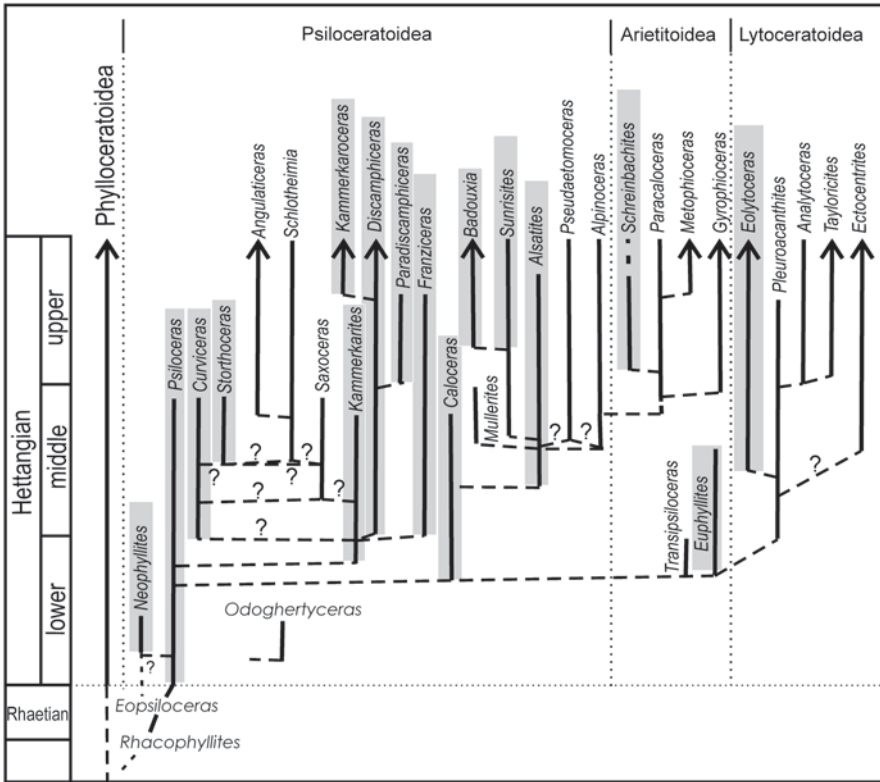 Psiloceratoidea
Arietitoidea
Lytoceratoidea
Phylloceratoidea
Angulaticeras
Schlotheimia
Kammerkaroceras
Discamphiceras
Paradiscamphiceras
Franziceras
Badouxia
Sunrisites
Alsatites
Pseudaetomoceras
Alpinoceras
Schreinbachites
Paracaloceras
Metophioceras
Gyrophioceras
Eolytoceras
Pleuroacanthites
Analytoceras
Tayloricites
Ectocentrites
Hettangian
upper
middle
lower
Psiloceras
Curviceras
Storthoceras
Saxoceras
Kammerkarites
Caloceras
Mullerites
? ?
? ? ?
? ?
? ?
?
?
Neophyllites
Transipsiloceras
Euphyllites
Odoghertyceras
?
Rhaetian
Eopsiloceras
Rhacophyllites